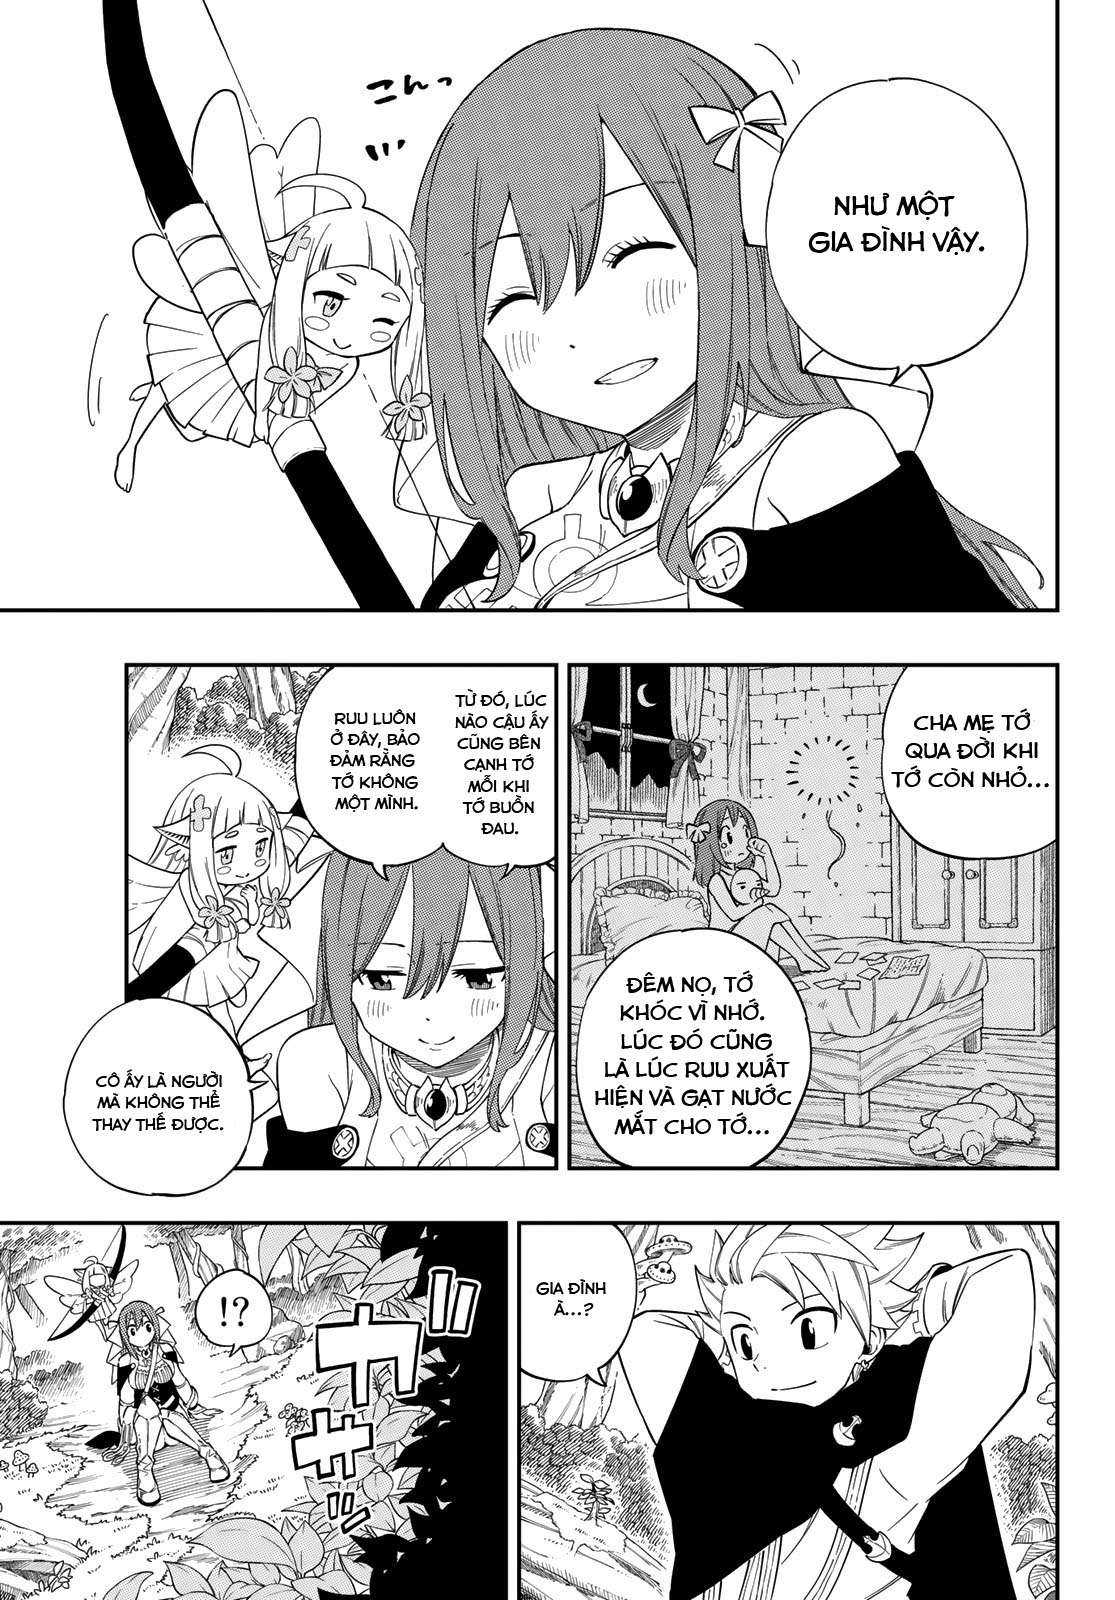 こんっ
NHƯ MỘT
GIA ĐÌNH VẬY.
CHA MẸ TỚ
QUA ĐỜI KHI
TỚ CÒN NHỎ...
ĐÊM NỌ, TỚ
KHÓC VÌ NHỚ.
LÚC ĐÓ CŨNG
LÀ LÚC RUU XUẤT
HIỆN VÀ GẠT NƯỚC
MẮT CHO TỚ...
TỪ ĐÓ, LÚC
NÀO CẬU ẤY
CŨNG BÊN
CẠNH TỚ
MỖI KHI
TỚ BUỒN
ĐAU.
RUU LUÔN
Ở ĐÂY, BẢO
ĐẢM RẰNG
TỚ KHÔNG
MỘT MÌNH.
CÔ ẤY LÀ NGƯỜI
MÀ KHÔNG THỂ
THAY THẾ ĐƯỢC.
GIA ĐÌNH
À...?
!?
ガサ
ガサ